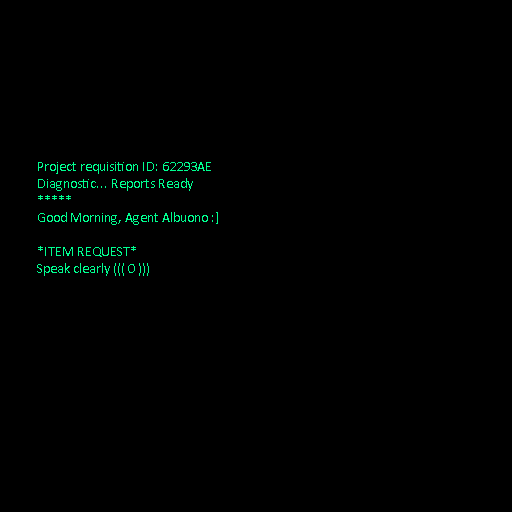 Project requisition ID: 62293AE
Diagnostic... Reports Ready
*****
Good Morning, Agent Albuono :]
*ITEM REQUEST*
Speak clearly ((( O )))